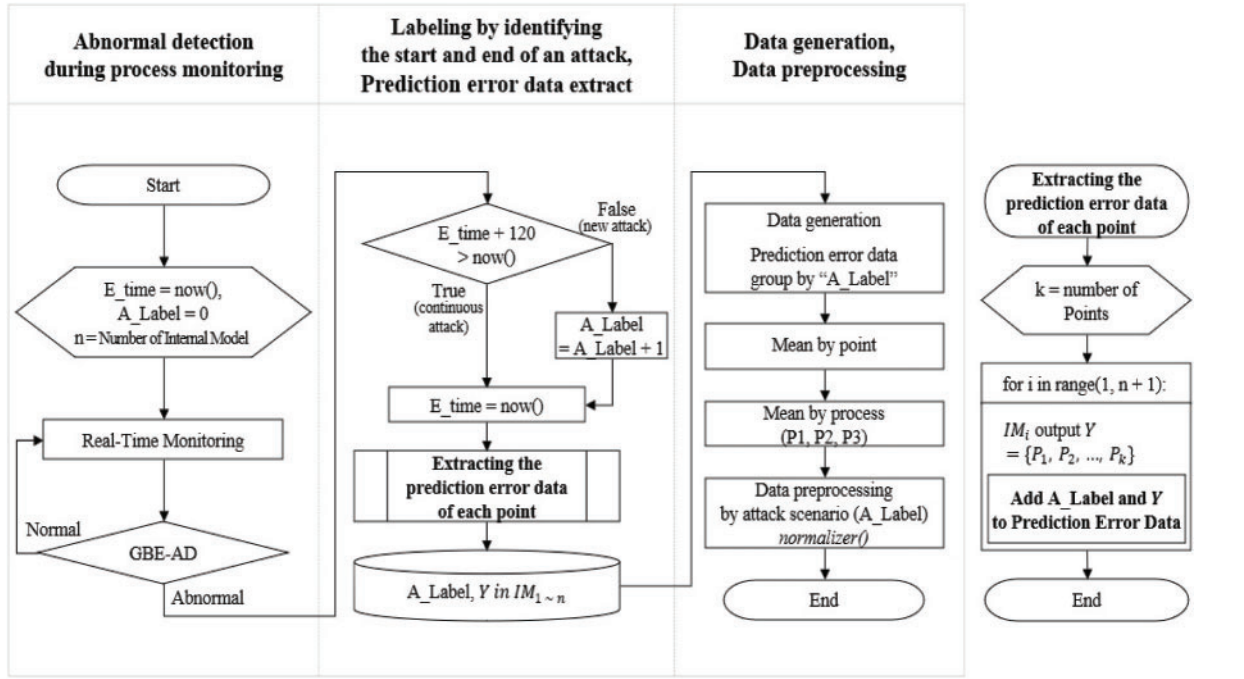 Abnormal detection
during process monitoring
Labeling by identifying
the start and end of an attack,
Prediction error data extract
Data generation,
Data preprocessing
Start
E_time = now(),
A_Label = 0
n = Number of Internal Model
Real-Time Monitoring
Normal
GBE-AD
Abnormal
E_time + 120
> now()
False
(new attack)
True
(continuous
attack)
A_Label
= A_Label + 1
E_time = now()
Extracting the
prediction error data
of each point
A_Label, Y in IM₁ ~ ₙ
Data generation
Prediction error data
group by “A_Label”
Mean by point
Mean by process
(P1, P2, P3)
Data preprocessing
by attack scenario (A_Label)
normalizer()
End
Extracting the
prediction error data
of each point
k = number of
Points
for i in range(1, n + 1):
IMᵢ output Y
= {P₁, P₂, ..., Pₖ}
Add A_Label and Y
to Prediction Error Data
End